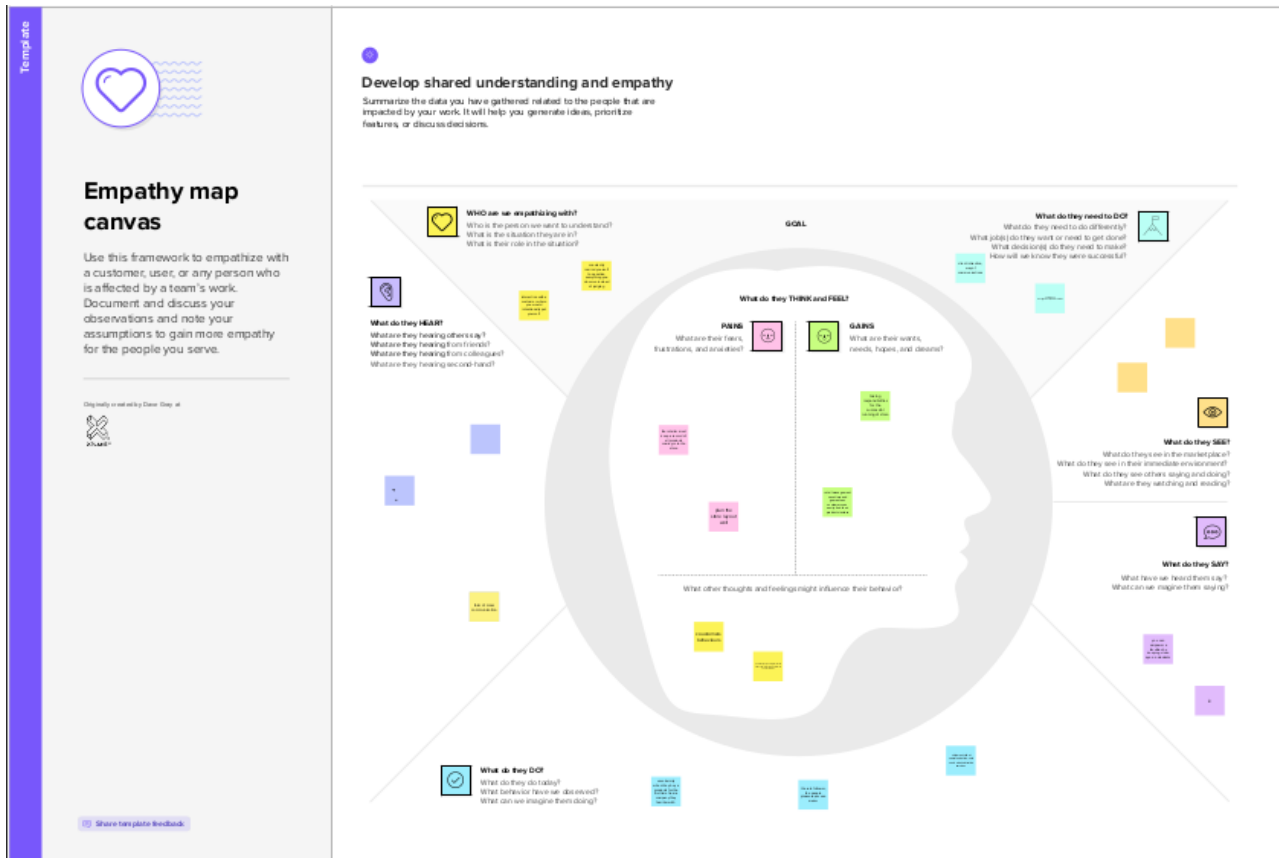 Template
Empathy map
canvas
Use this framework to empathize with
a customer, user, or any person who
is affected by a team's work.
Document and discuss your
observations and note your
assumptions to gain more empathy
for the people you serve.
Originally created by Dave Gray at
XPLANE
Share template feedback
Develop shared understanding and empathy
Summarize the data you have gathered related to the people that are
impacted by your work. It will help you generate ideas, prioritize
features, or discuss decisions.
WHO are we empathizing with?
Who is the person we want to understand?
What is the situation they are in?
What is their role in the situation?
GOAL
What do they need to DO?
What do they need to do differently?
What job(s) do they want or need to get done?
What decision(s) do they need to make?
How will we know they were successful?
What do they HEAR?
What are they hearing others say?
What are they hearing from friends?
What are they hearing from colleagues?
What are they hearing second-hand?
What do they THINK and FEEL?
PAINS
What are their fears,
frustrations, and anxieties?
GAINS
What are their wants,
needs, hopes, and dreams?
What do they SEE?
What do they see in the marketplace?
What do they see in their immediate environment?
What do they see others saying and doing?
What are they watching and reading?
What do they SAY?
What have we heard them say?
What can we imagine them saying?
What other thoughts and feelings might influence their behavior?
What do they DO?
What do they do today?
What behavior have we observed?
What can we imagine them doing?